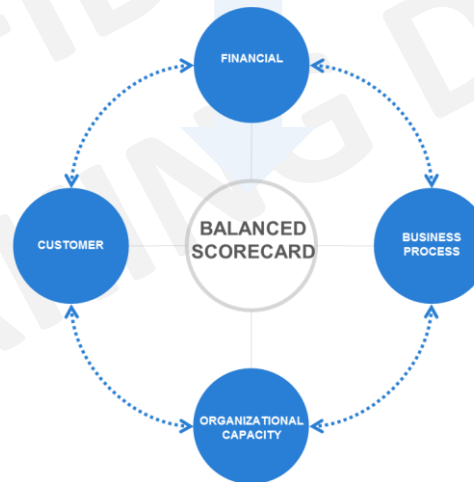 FINANCIAL
CUSTOMER
BALANCED
SCORECARD
BUSINESS
PROCESS
ORGANIZATIONAL
CAPACITY